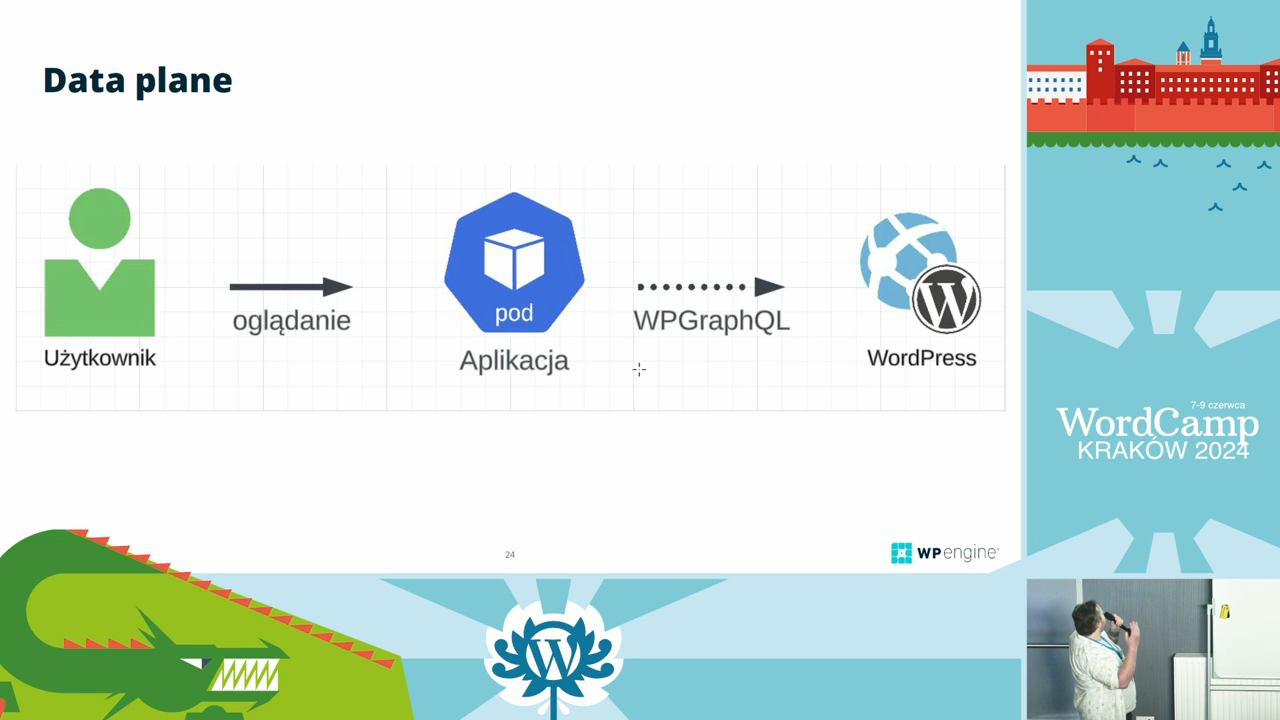 Data plane
pod
oglądanie
WPGraphQL
Użytkownik
Aplikacja
WordPress
24
WP engine
7-9 czerwca
WordCamp
KRAKÓW 2024